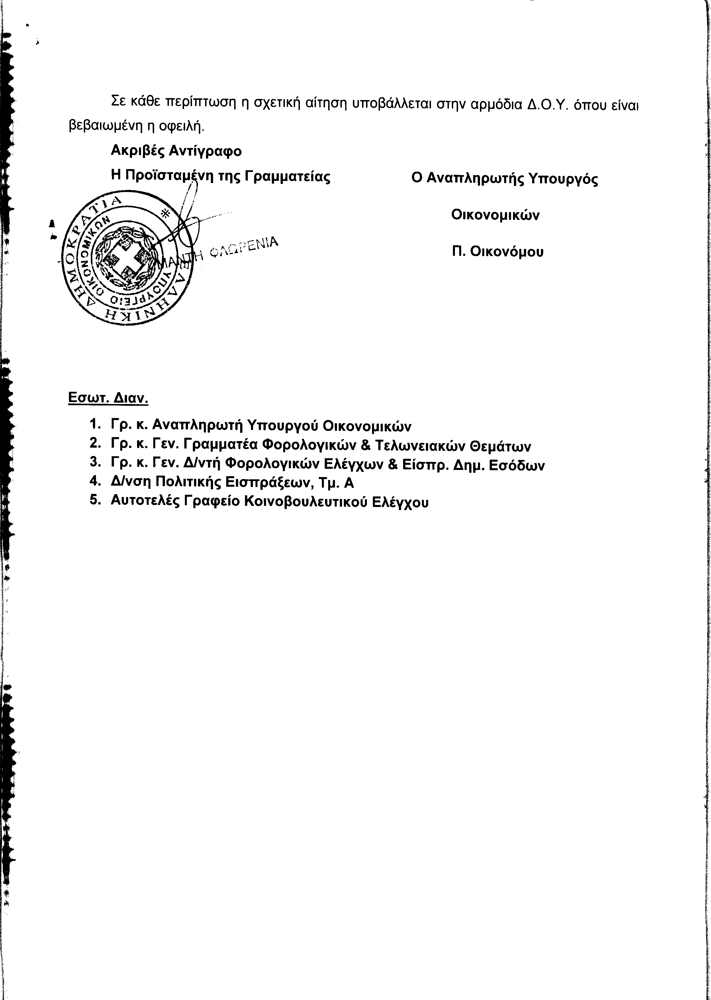 Σε κάθε περίπτωση η σχετική αίτηση υποβάλλεται στην αρμόδια Δ.Ο.Υ. όπου είναι
βεβαιωμένη η οφειλή.
Ακριβές Αντίγραφο
Η Προϊσταμένη της Γραμματείας
Ο Αναπληρωτής Υπουργός
Οικονομικών
Π. Οικονόμου
ΕΛΛΗΝΙΚΗ ΔΗΜΟΚΡΑΤΙΑ
ΥΠΟΥΡΓΕΙΟ ΟΙΚΟΝΟΜΙΚΩΝ
ΜΑΝΤΗ ΦΛΩΡΕΝΙΑ
Εσωτ. Διαν.
1. Γρ. κ. Αναπληρωτή Υπουργού Οικονομικών
2. Γρ. κ. Γεν. Γραμματέα Φορολογικών & Τελωνειακών Θεμάτων
3. Γρ. κ. Γεν. Δ/ντή Φορολογικών Ελέγχων & Είσπρ. Δημ. Εσόδων
4. Δ/νση Πολιτικής Εισπράξεων, Τμ. Α
5. Αυτοτελές Γραφείο Κοινοβουλευτικού Ελέγχου